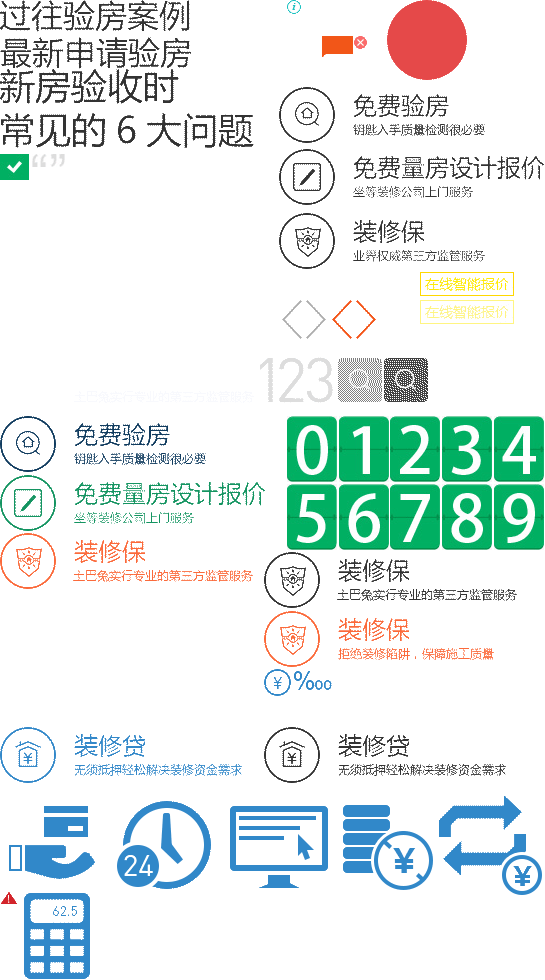 过往验房案例
最新申请验房
新房验收时
常见的 6 大问题
“”
免费验房
钥匙入手质量检测很必要
免费量房设计报价
坐等装修公司上门服务
装修保
业界权威第三方监管服务
在线智能报价
在线智能报价
土巴兔实行专业的第三方监管服务
123
免费验房
钥匙入手质量检测很必要
免费量房设计报价
坐等装修公司上门服务
装修保
土巴兔实行专业的第三方监管服务
0 1 2 3 4
5 6 7 8 9
装修保
土巴兔实行专业的第三方监管服务
装修保
拒绝装修陷阱，保障施工质量
¥ %000
装修贷
无须抵押轻松解决装修资金需求
装修贷
无须抵押轻松解决装修资金需求
24
¥
¥
62.5